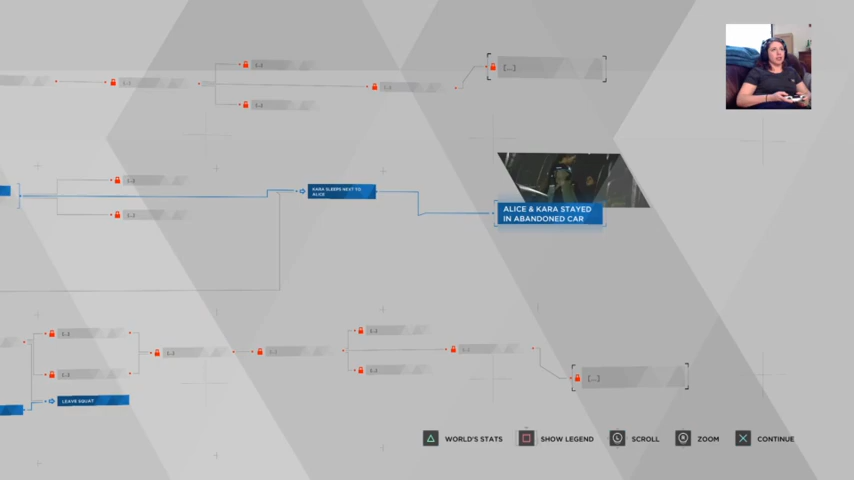 [...]
[...]
[...]
[...]
[...]
[...]
KARA SLEEPS NEXT TO
ALICE
ALICE & KARA STAYED
IN ABANDONED CAR
[...]
[...]
[...]
[...]
[...]
[...]
[...]
[...]
[...]
LEAVE SQUAT
WORLD'S STATS
SHOW LEGEND
L
SCROLL
R
ZOOM
CONTINUE